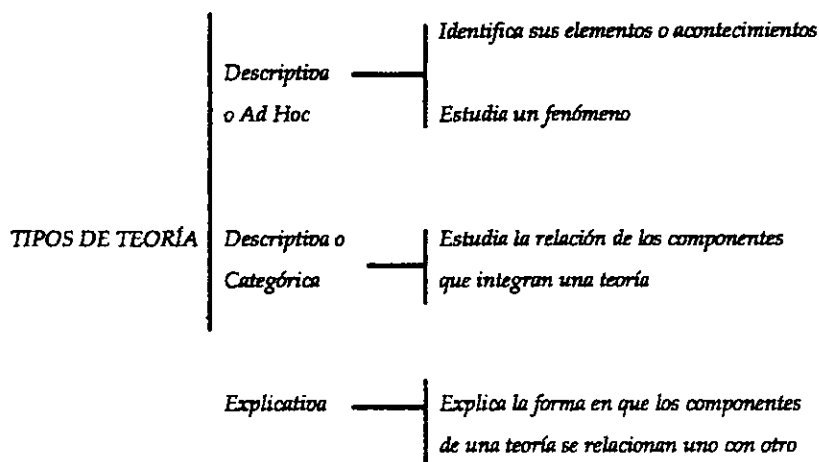 Identifica sus elementos o acontecimientos
Descriptiva
o Ad Hoc
Estudia un fenómeno
TIPOS DE TEORÍA
Descriptiva o
Categórica
Estudia la relación de los componentes
que integran una teoría
Explicativa
Explica la forma en que los componentes
de una teoría se relacionan uno con otro